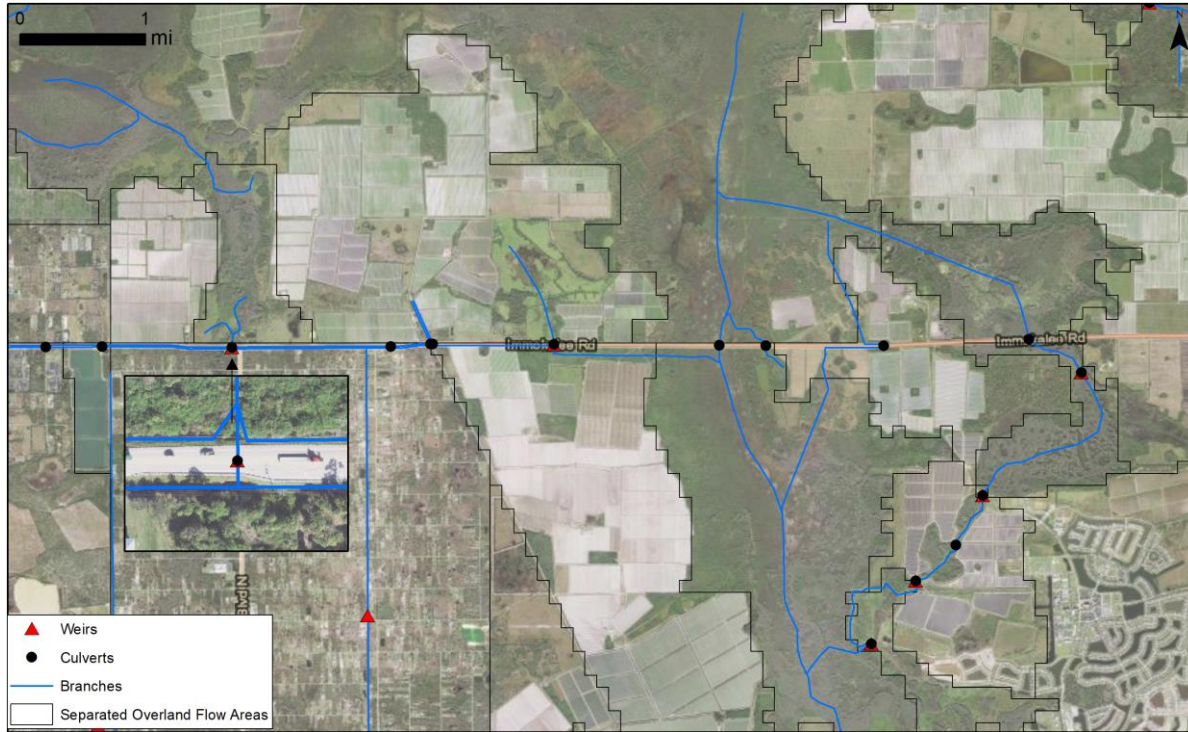 0 1
mi
N
Immokalee Rd
Immokalee Rd
Weirs
Culverts
Branches
Separated Overland Flow Areas